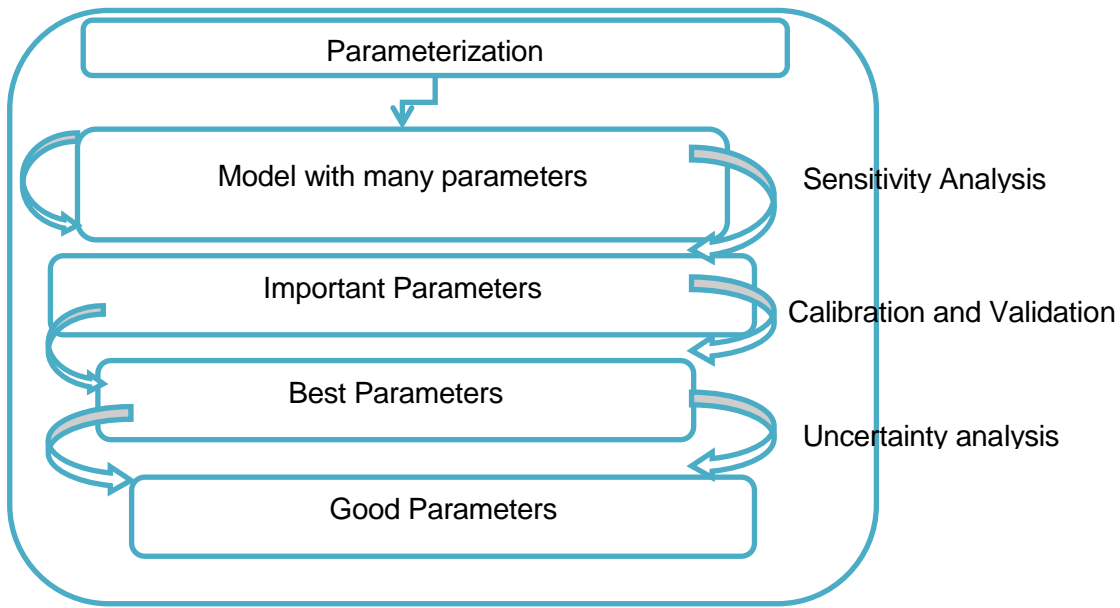 Parameterization
Model with many parameters
Sensitivity Analysis
Important Parameters
Calibration and Validation
Best Parameters
Uncertainty analysis
Good Parameters